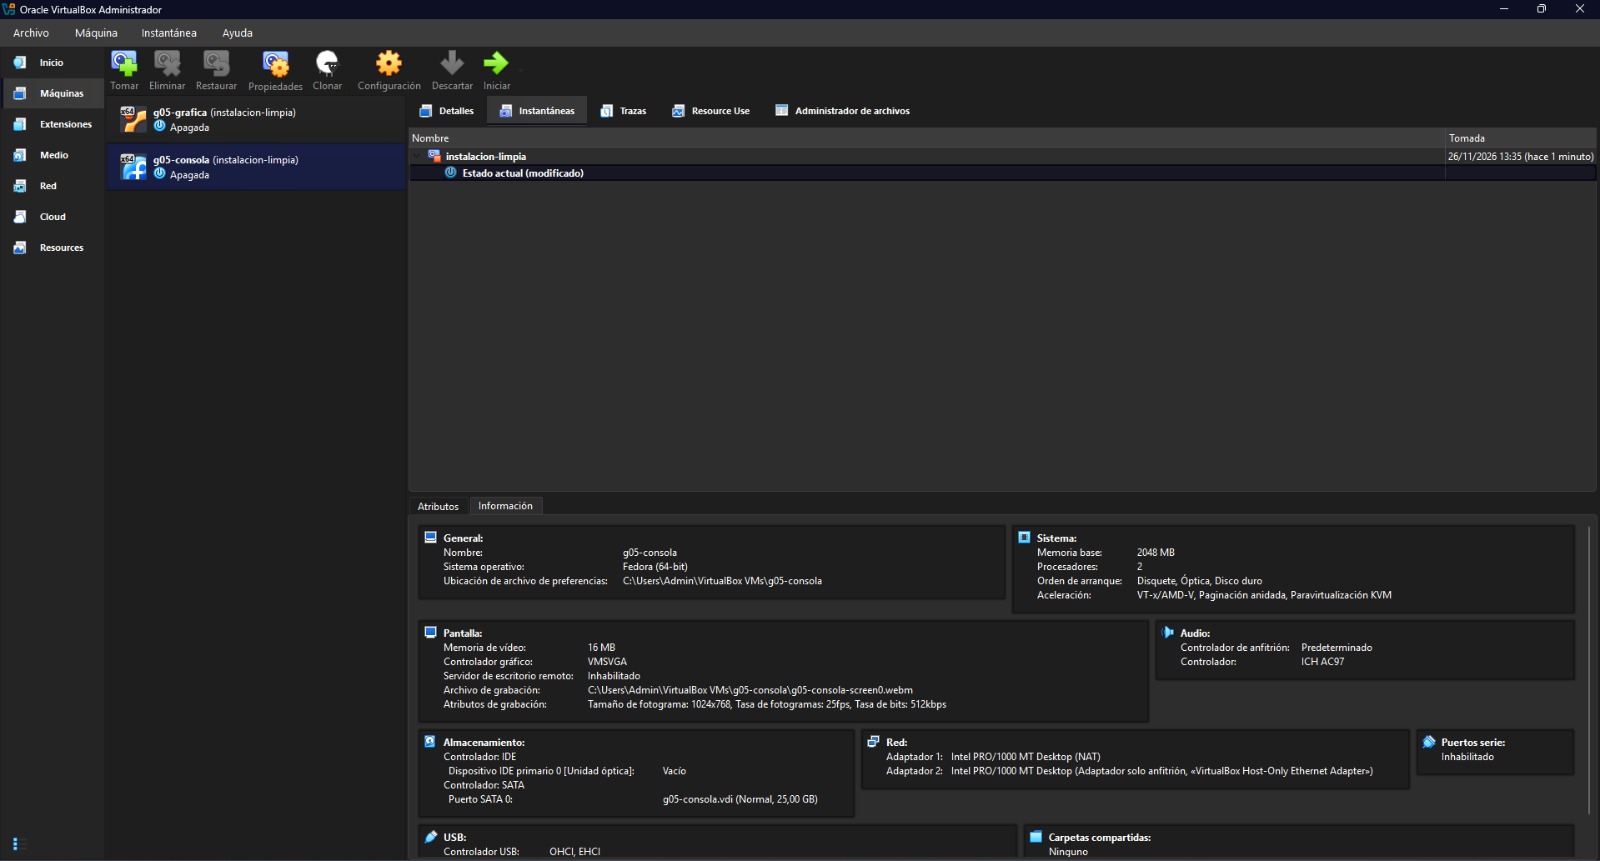 Oracle VirtualBox Administrador
Archivo Máquina Instantánea Ayuda
Inicio
Máquinas
Extensiones
Medio
Red
Cloud
Resources
Tomar Eliminar Restaurar Propiedades Clonar Configuración Descartar Iniciar
x64 g05-grafica (instalacion-limpia)
Apagada
x64 g05-consola (instalacion-limpia)
Apagada
Detalles Instantáneas Trazas Resource Use Administrador de archivos
Nombre Tomada
instalacion-limpia 26/11/2026 13:35 (hace 1 minuto)
Estado actual (modificado)
Atributos Información
General:
Nombre: g05-consola
Sistema operativo: Fedora (64-bit)
Ubicación de archivo de preferencias: C:\Users\Admin\VirtualBox VMs\g05-consola
Sistema:
Memoria base: 2048 MB
Procesadores: 2
Orden de arranque: Disquete, Óptica, Disco duro
Aceleración: VT-x/AMD-V, Paginación anidada, Paravirtualización KVM
Pantalla:
Memoria de vídeo: 16 MB
Controlador gráfico: VMSVGA
Servidor de escritorio remoto: Inhabilitado
Archivo de grabación: C:\Users\Admin\VirtualBox VMs\g05-consola\g05-consola-screen0.webm
Atributos de grabación: Tamaño de fotograma: 1024x768, Tasa de fotogramas: 25fps, Tasa de bits: 512kbps
Audio:
Controlador de anfitrión: Predeterminado
Controlador: ICH AC97
Almacenamiento:
Controlador: IDE
Dispositivo IDE primario 0 [Unidad óptica]: Vacío
Controlador: SATA
Puerto SATA 0: g05-consola.vdi (Normal, 25,00 GB)
Red:
Adaptador 1: Intel PRO/1000 MT Desktop (NAT)
Adaptador 2: Intel PRO/1000 MT Desktop (Adaptador solo anfitrión, «VirtualBox Host-Only Ethernet Adapter»)
Puertos serie:
Inhabilitado
USB:
Controlador USB: OHCI, EHCI
Carpetas compartidas:
Ninguno